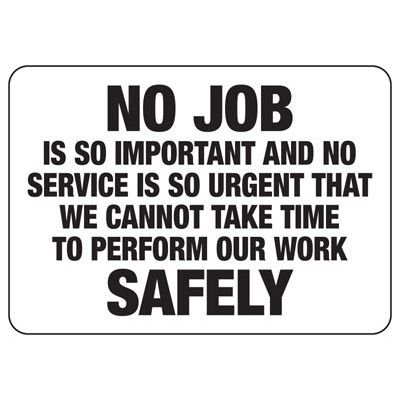 NO JOB
IS SO IMPORTANT AND NO
SERVICE IS SO URGENT THAT
WE CANNOT TAKE TIME
TO PERFORM OUR WORK
SAFELY